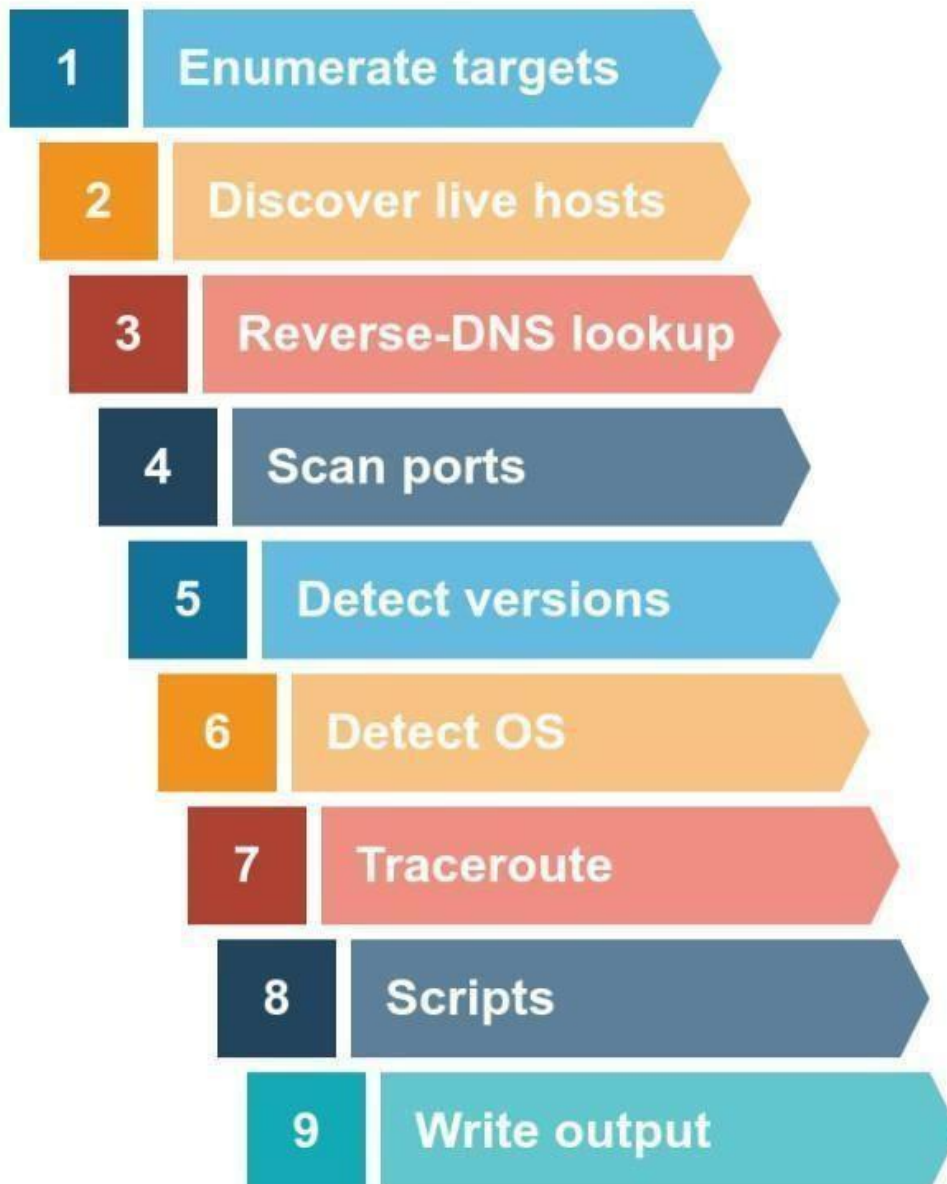 1 Enumerate targets
2 Discover live hosts
3 Reverse-DNS lookup
4 Scan ports
5 Detect versions
6 Detect OS
7 Traceroute
8 Scripts
9 Write output